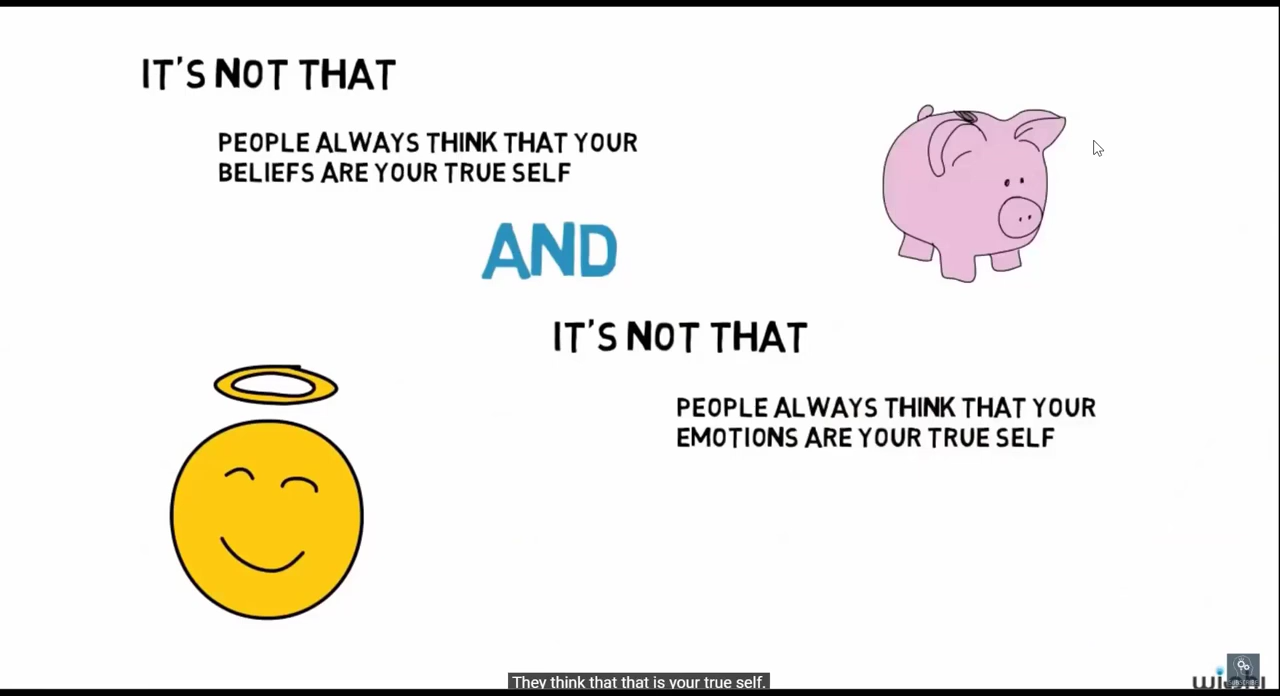 IT'S NOT THAT
PEOPLE ALWAYS THINK THAT YOUR
BELIEFS ARE YOUR TRUE SELF
AND
IT'S NOT THAT
PEOPLE ALWAYS THINK THAT YOUR
EMOTIONS ARE YOUR TRUE SELF
They think that that is your true self.